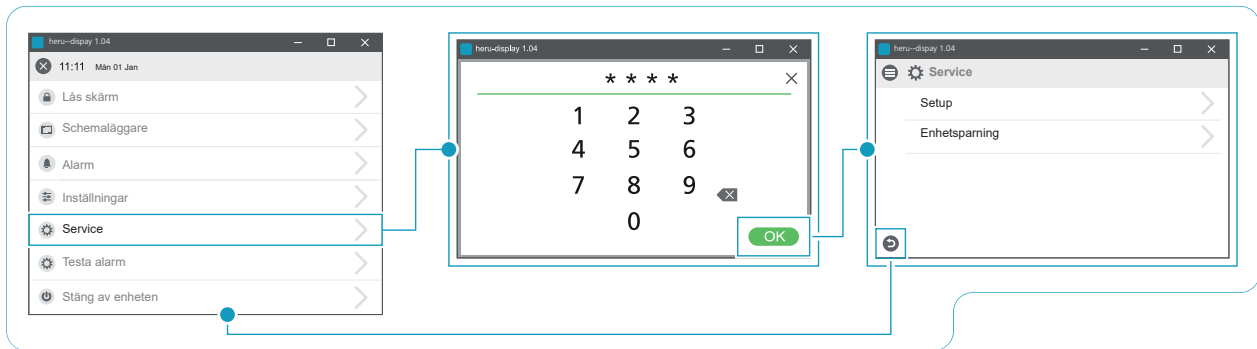 heru--dispay 1.04
11:11 Mån 01 Jan
Lås skärm
Schemaläggare
Alarm
Inställningar
Service
Testa alarm
Stäng av enheten
heru-display 1.04
* * * *
1 2 3
4 5 6
7 8 9
0
OK
heru--dispay 1.04
Service
Setup
Enhetsparning